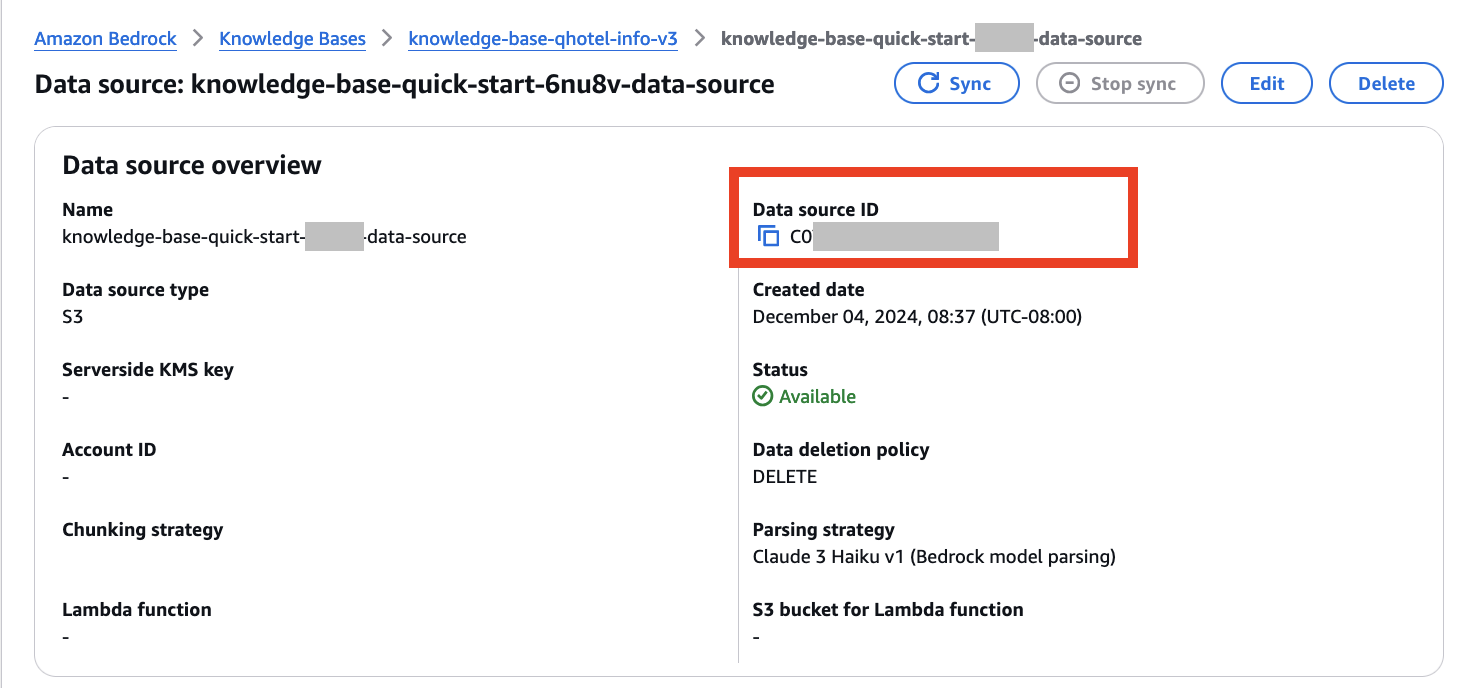 Amazon Bedrock > Knowledge Bases > knowledge-base-qhotel-info-v3 > knowledge-base-quick-start- -data-source
Data source: knowledge-base-quick-start-6nu8v-data-source
Sync
Stop sync
Edit
Delete
Data source overview
Name
knowledge-base-quick-start- -data-source
Data source ID
C0
Data source type
S3
Created date
December 04, 2024, 08:37 (UTC-08:00)
Serverside KMS key
-
Status
Available
Account ID
-
Data deletion policy
DELETE
Chunking strategy
Parsing strategy
Claude 3 Haiku v1 (Bedrock model parsing)
Lambda function
-
S3 bucket for Lambda function
-